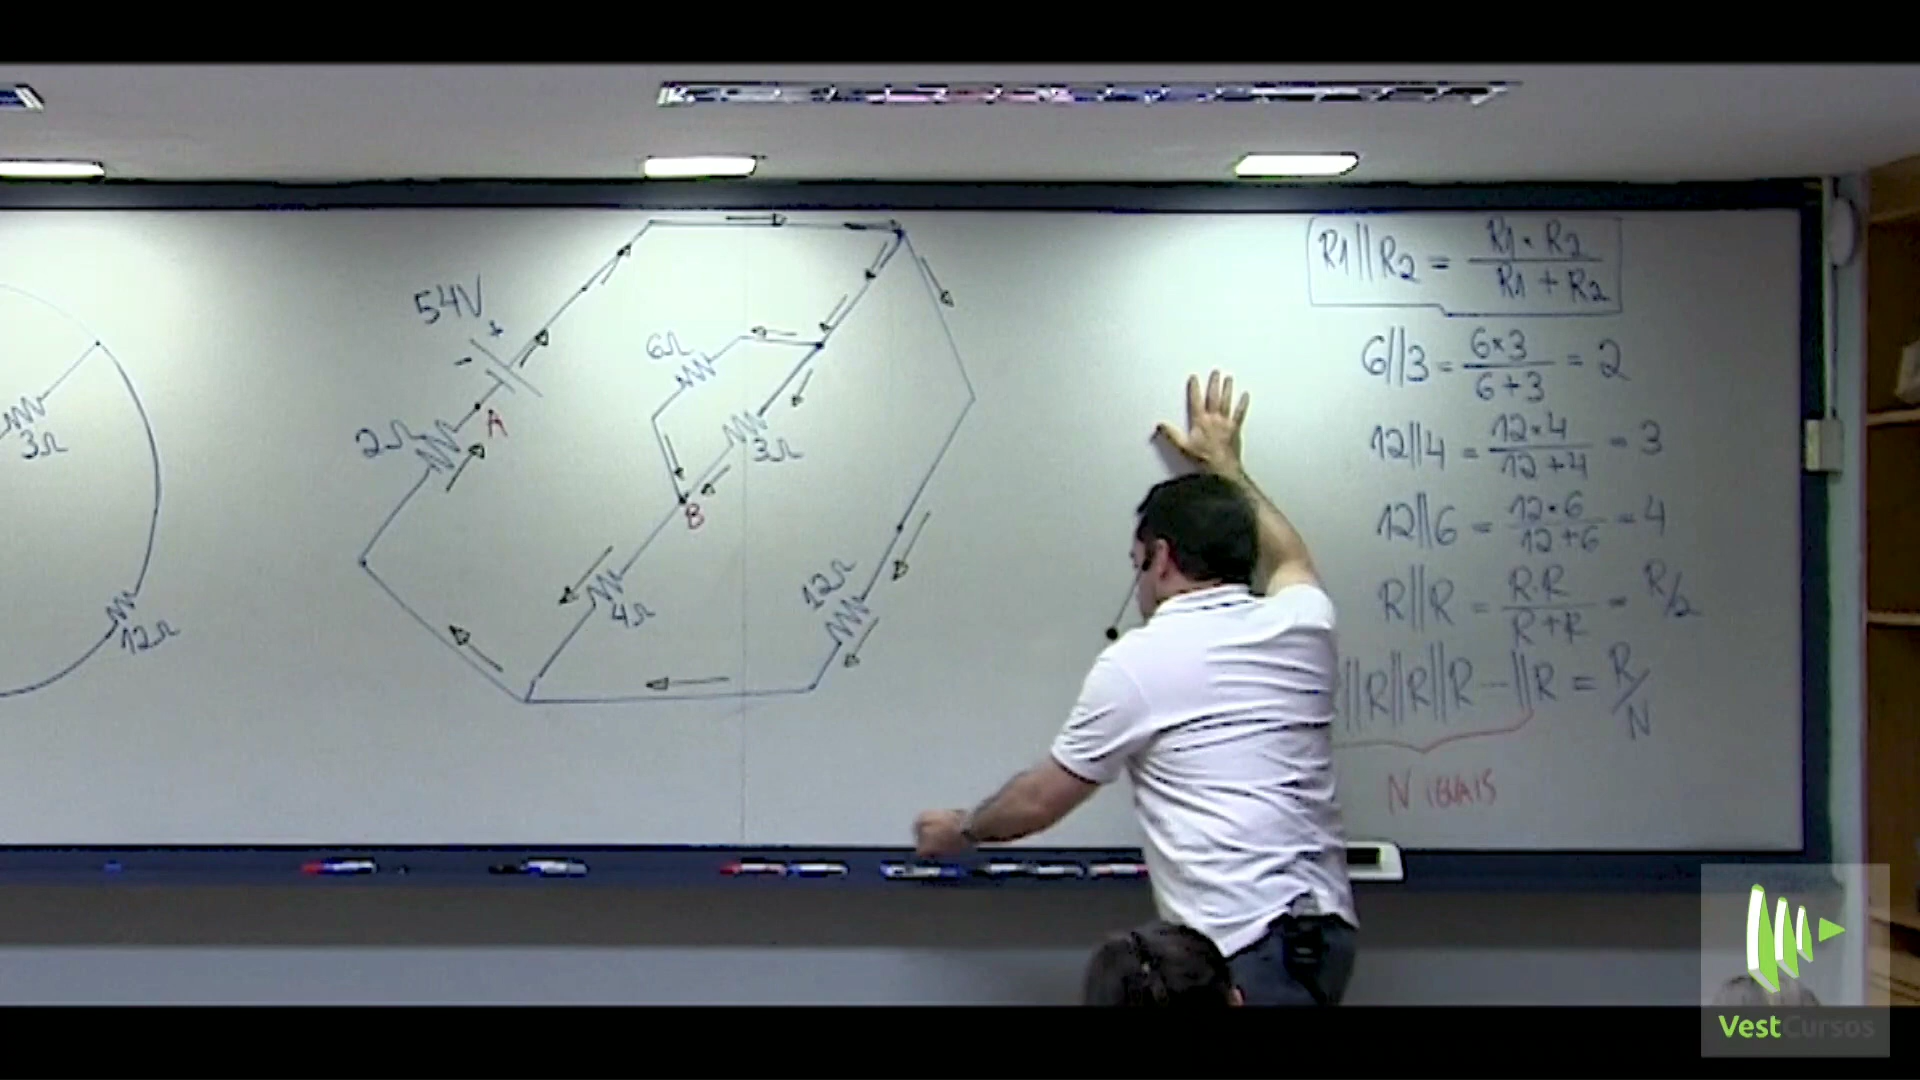 3Ω
12Ω
54V
+
-
2Ω
A
6Ω
3Ω
B
4Ω
12Ω
R1||R2 = R1 . R2 / R1 + R2
6||3 = 6×3 / 6+3 = 2
12||4 = 12×4 / 12+4 = 3
12||6 = 12×6 / 12+6 = 4
R||R = R.R / R+R = R/2
||R||R||R-||R = R/N
N IGUAIS
VestCursos